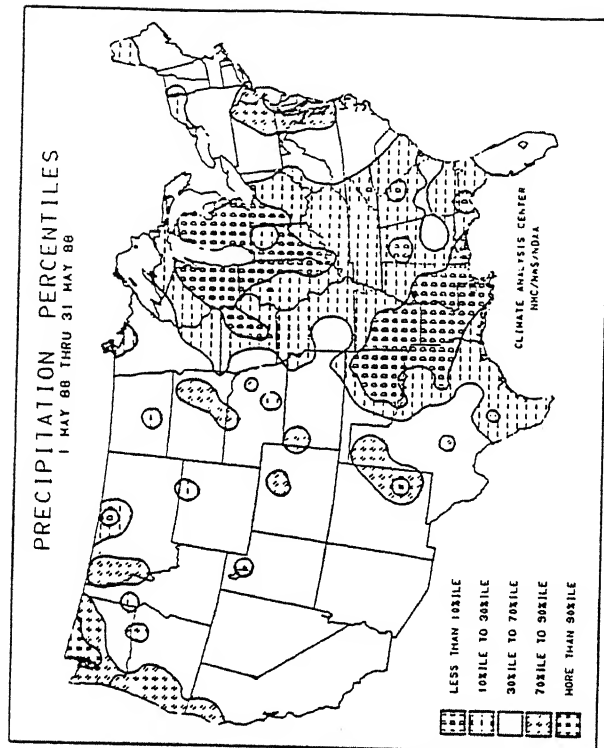 PRECIPITATION PERCENTILES
1 MAY 88 THRU 31 MAY 88
CLIMATE ANALYSIS CENTER
NMC/NWS/NOAA
LESS THAN 10%ILE
10%ILE TO 30%ILE
30%ILE TO 70%ILE
70%ILE TO 90%ILE
MORE THAN 90%ILE